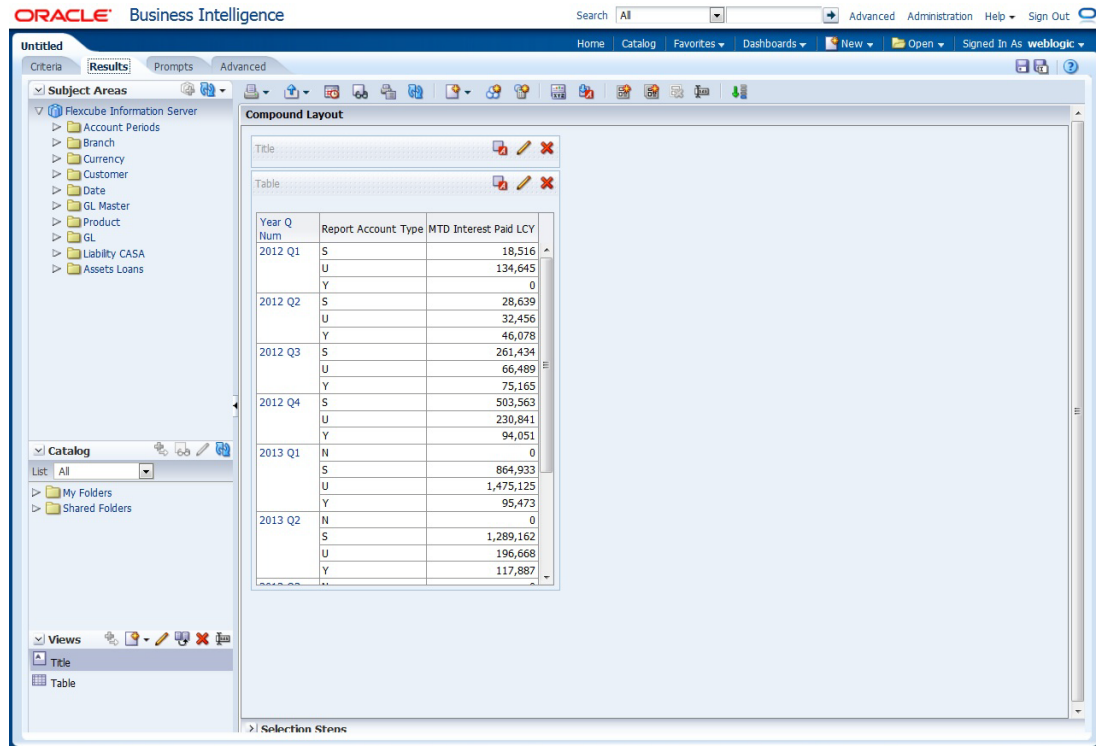 ORACLE Business Intelligence
Search All Advanced Administration Help Sign Out
Untitled
Home Catalog Favorites Dashboards New Open Signed In As weblogic
Criteria Results Prompts Advanced
Subject Areas
Flexcube Information Server
Account Periods
Branch
Currency
Customer
Date
GL Master
Product
GL
Liability CASA
Assets Loans
Catalog
List All
My Folders
Shared Folders
Views
Title
Table
Compound Layout
Title
Table
Year Q Num Report Account Type MTD Interest Paid LCY
2012 Q1 S 18,516
U 134,645
Y 0
2012 Q2 S 28,639
U 32,456
Y 46,078
2012 Q3 S 261,434
U 66,489
Y 75,165
2012 Q4 S 503,563
U 230,841
Y 94,051
2013 Q1 N 0
S 864,933
U 1,475,125
Y 95,473
2013 Q2 N 0
S 1,289,162
U 196,668
Y 117,887
Selection Steps